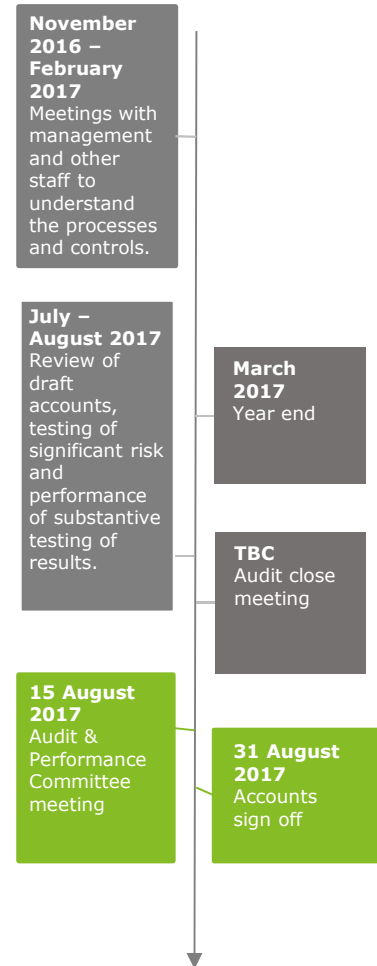 November
2016 –
February
2017
Meetings with
management
and other
staff to
understand
the processes
and controls.
July –
August 2017
Review of
draft
accounts,
testing of
significant risk
and
performance
of substantive
testing of
results.
March
2017
Year end
TBC
Audit close
meeting
15 August
2017
Audit &
Performance
Committee
meeting
31 August
2017
Accounts
sign off